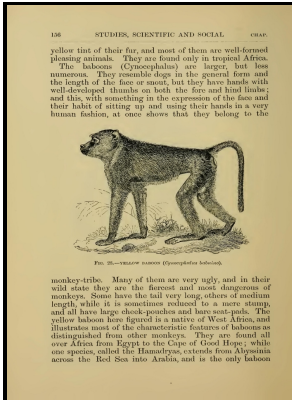 156 STUDIES, SCIENTIFIC AND SOCIAL CHAP.
yellow tint of their fur, and most of them are well-formed
pleasing animals. They are found only in tropical Africa.
The baboons (Cynocephalus) are larger, but less
numerous. They resemble dogs in the general form and
the length of the face or snout, but they have hands with
well-developed thumbs on both the fore and hind limbs;
and this, with something in the expression of the face and
their habit of sitting up and using their hands in a very
human fashion, at once shows that they belong to the
FIG. 25.—YELLOW BABOON (Cynocephalus babuin).
monkey-tribe. Many of them are very ugly, and in their
wild state they are the fiercest and most dangerous of
monkeys. Some have the tail very long, others of medium
length, while it is sometimes reduced to a mere stump,
and all have large cheek-pouches and bare seat-pads. The
yellow baboon here figured is a native of West Africa, and
illustrates most of the characteristic features of baboons as
distinguished from other monkeys. They are found all
over Africa from Egypt to the Cape of Good Hope; while
one species, called the Hamadryas, extends from Abyssinia
across the Red Sea into Arabia, and is the only baboon